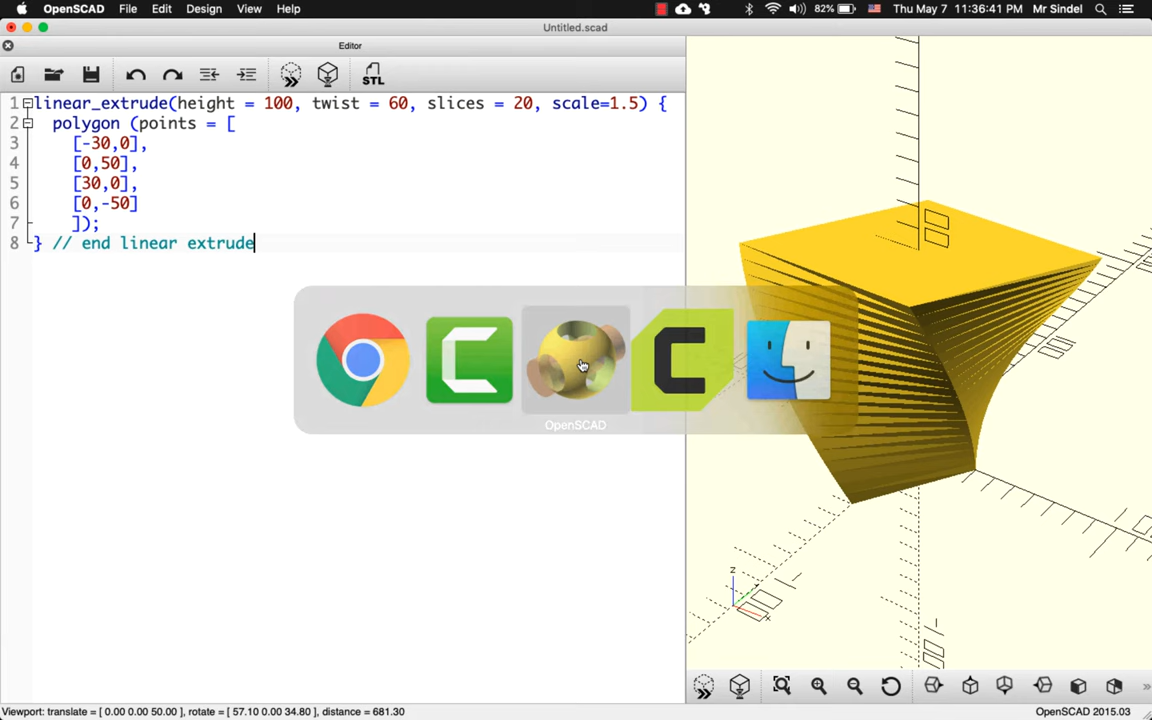 OpenSCAD File Edit Design View Help 82% Thu May 7 11:36:41 PM Mr Sindel
Untitled.scad
Editor
STL
1 linear_extrude(height = 100, twist = 60, slices = 20, scale=1.5) {
2 polygon (points = [
3 [-30,0],
4 [0,50],
5 [30,0],
6 [0,-50]
7 ]);
8 } // end linear extrude
OpenSCAD
z
x
Viewport: translate = [ 0.00 0.00 50.00 ], rotate = [ 57.10 0.00 34.80 ], distance = 681.30 OpenSCAD 2015.03